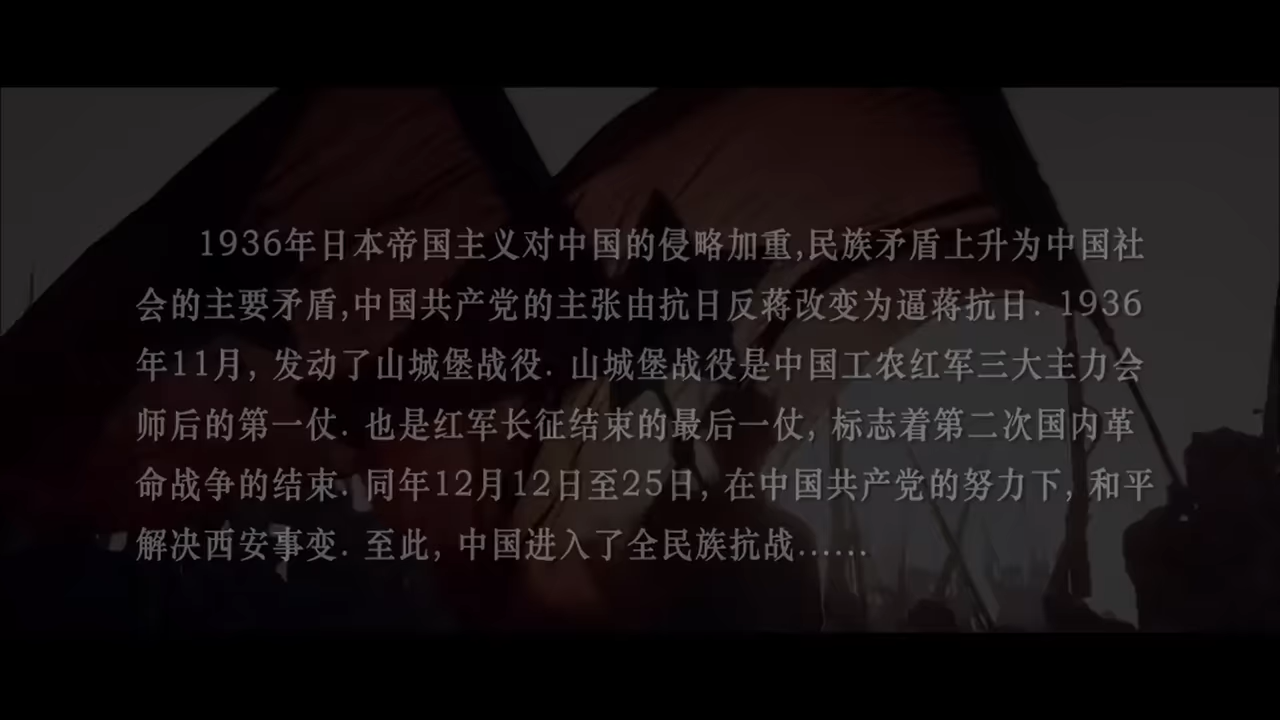 1936年日本帝国主义对中国的侵略加重,民族矛盾上升为中国社
会的主要矛盾,中国共产党的主张由抗日反蒋改变为逼蒋抗日. 1936
年11月, 发动了山城堡战役. 山城堡战役是中国工农红军三大主力会
师后的第一仗. 也是红军长征结束的最后一仗, 标志着第二次国内革
命战争的结束. 同年12月12日至25日, 在中国共产党的努力下, 和平
解决西安事变. 至此, 中国进入了全民族抗战......